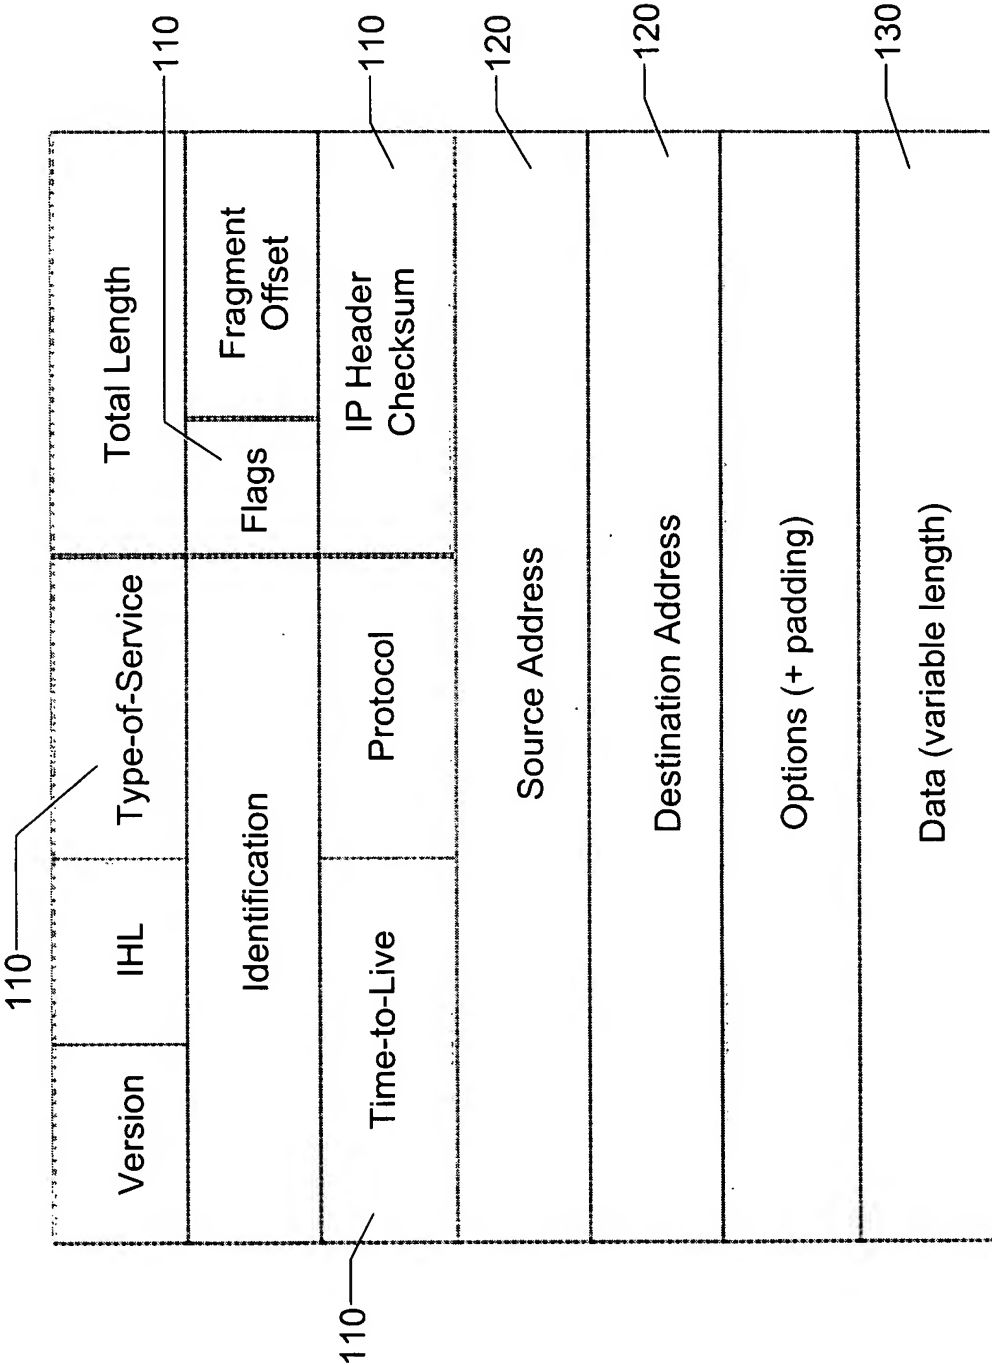 110
Version
IHL
Type-of-Service
Total Length
110
Identification
Flags
Fragment
Offset
110
Time-to-Live
Protocol
IP Header
Checksum
110
Source Address
120
Destination Address
120
Options (+ padding)
Data (variable length)
130